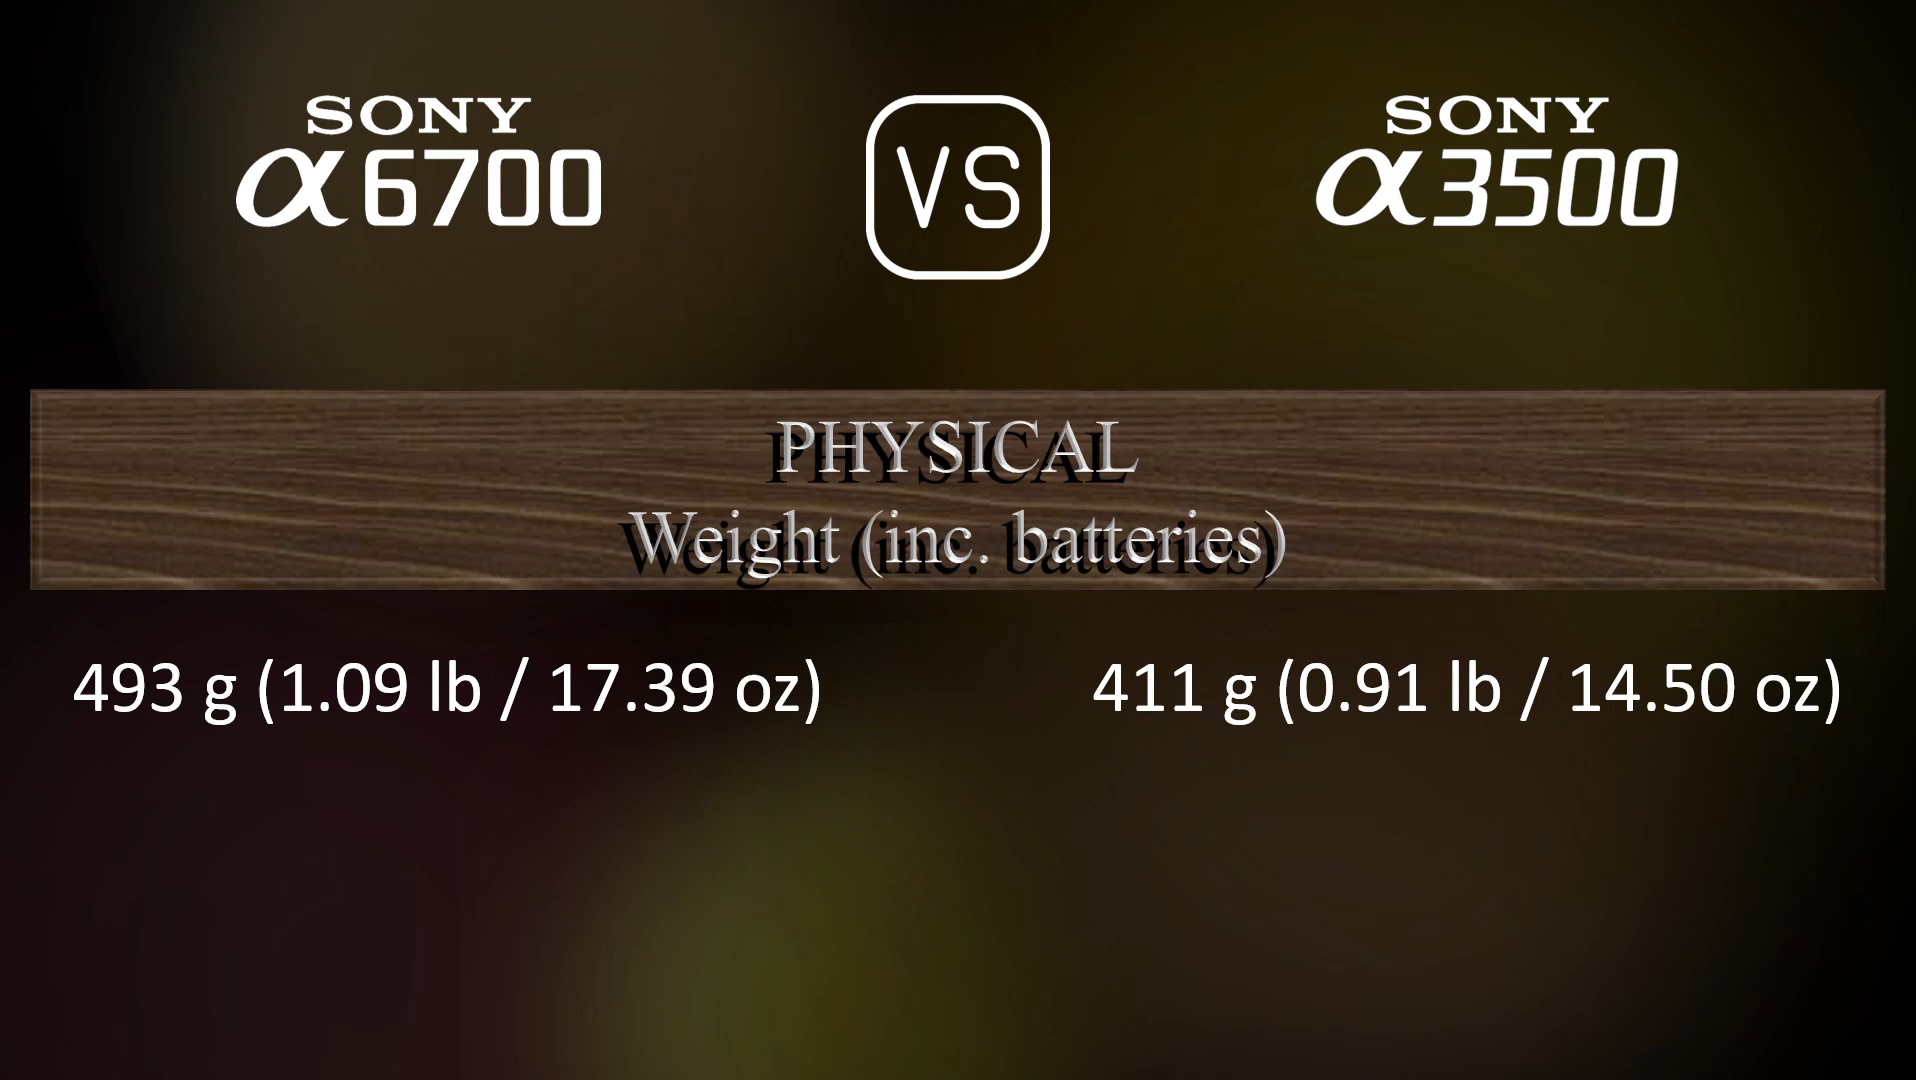 SONY
α6700
VS
SONY
α3500
PHYSICAL
Weight (inc. batteries)
493 g (1.09 lb / 17.39 oz)
411 g (0.91 lb / 14.50 oz)